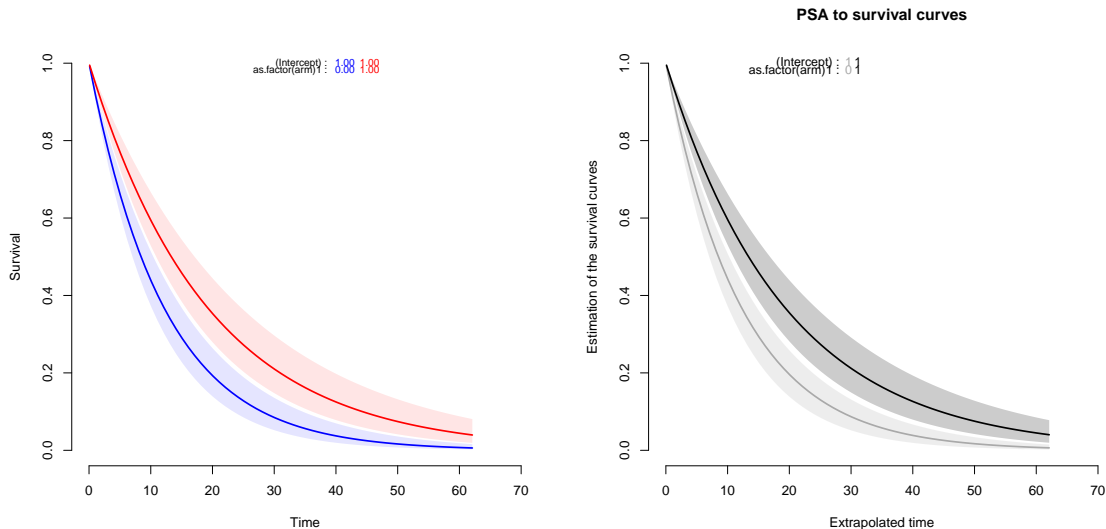 PSA to survival curves
(Intercept) : 1.00 1.00
as.factor(arm)1 : 0.00 1.00
Survival
1.0
0.8
0.6
0.4
0.2
0.0
0 10 20 30 40 50 60 70
Time
(Intercept) : 1 1
as.factor(arm)1 : 0 1
Estimation of the survival curves
1.0
0.8
0.6
0.4
0.2
0.0
0 10 20 30 40 50 60 70
Extrapolated time